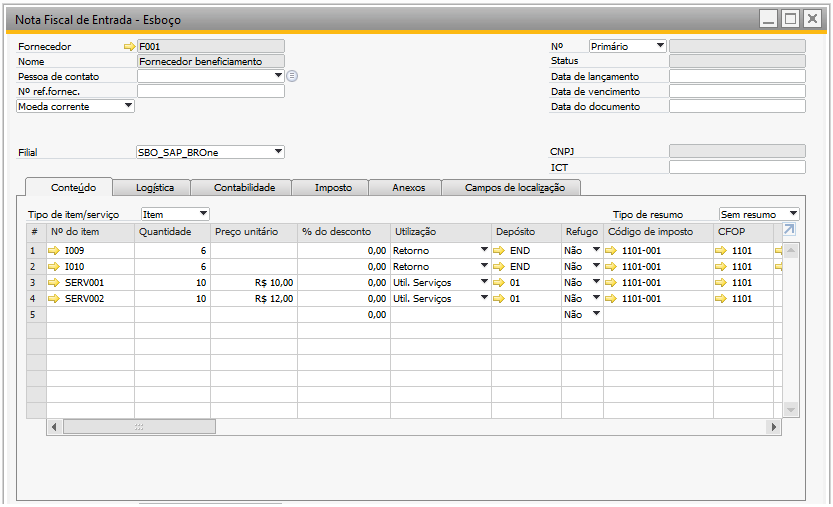 Nota Fiscal de Entrada - Esboço
Fornecedor F001
Nome Fornecedor beneficiamento
Pessoa de contato
Nº ref.fornec.
Moeda corrente
Filial SBO_SAP_BROne
Nº Primário
Status
Data de lançamento
Data de vencimento
Data do documento
CNPJ
ICT
Conteúdo Logística Contabilidade Imposto Anexos Campos de localização
Tipo de item/serviço Item Tipo de resumo Sem resumo
# Nº do item Quantidade Preço unitário % do desconto Utilização Depósito Refugo Código de imposto CFOP
1 I009 6 0,00 Retorno END Não 1101-001 1101
2 I010 6 0,00 Retorno END Não 1101-001 1101
3 SERV001 10 R$ 10,00 0,00 Util. Serviços 01 Não 1101-001 1101
4 SERV002 10 R$ 12,00 0,00 Util. Serviços 01 Não 1101-001 1101
5 0,00 Não